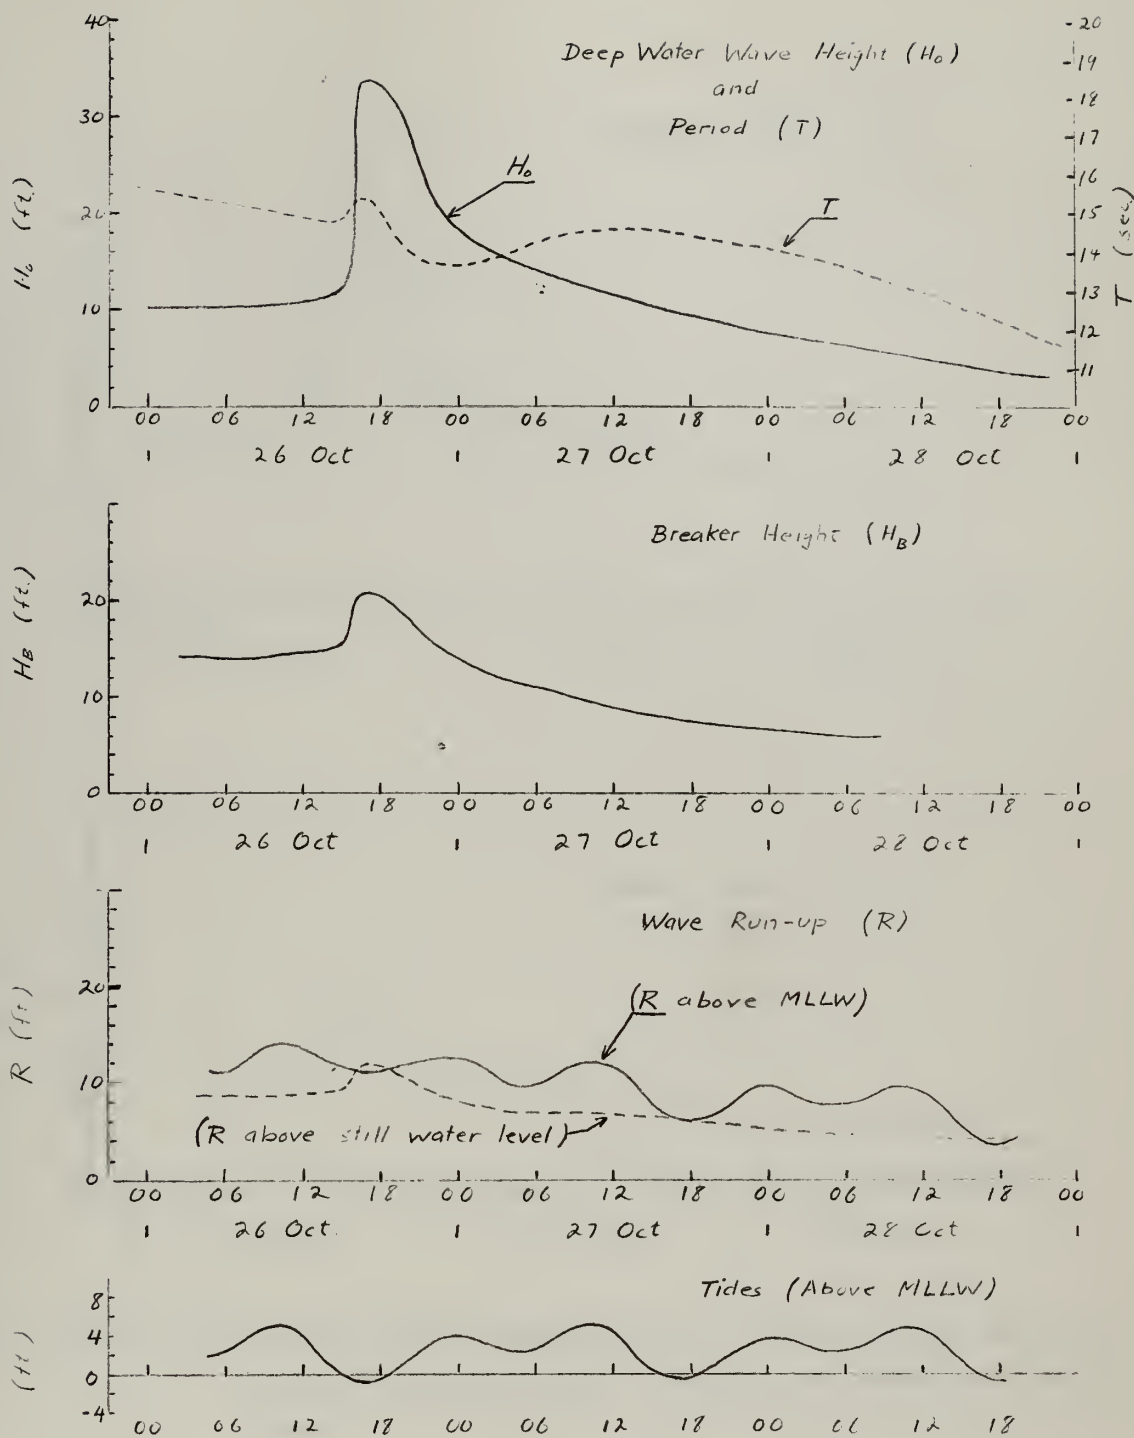 Deep Water Wave Height (H₀)
and
Period (T)
40
30
20
10
0
H₀ (ft.)
H₀
T
20
19
18
17
16
15
14
13
12
11
T (sec.)
00 06 12 18 00 06 12 18 00 06 12 18 00
26 Oct 27 Oct 28 Oct
Breaker Height (H_B)
20
10
0
H_B (ft.)
00 06 12 18 00 06 12 18 00 06 12 18 00
26 Oct 27 Oct 28 Oct
Wave Run-up (R)
20
10
0
R (ft)
(R above MLLW)
(R above still water level)
00 06 12 18 00 06 12 18 00 06 12 18 00
26 Oct. 27 Oct 28 Oct
Tides (Above MLLW)
8
4
0
-4
(ft)
00 06 12 18 00 06 12 18 00 06 12 18